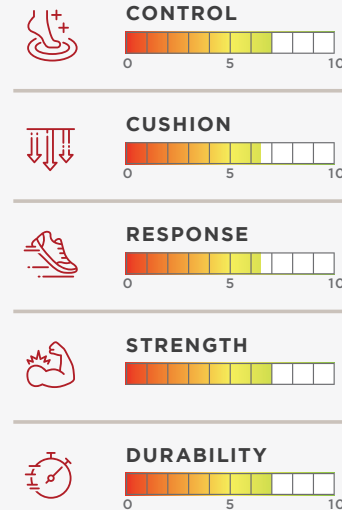 CONTROL
0 5 10
CUSHION
0 5 10
RESPONSE
0 5 10
STRENGTH
DURABILITY
0 5 10